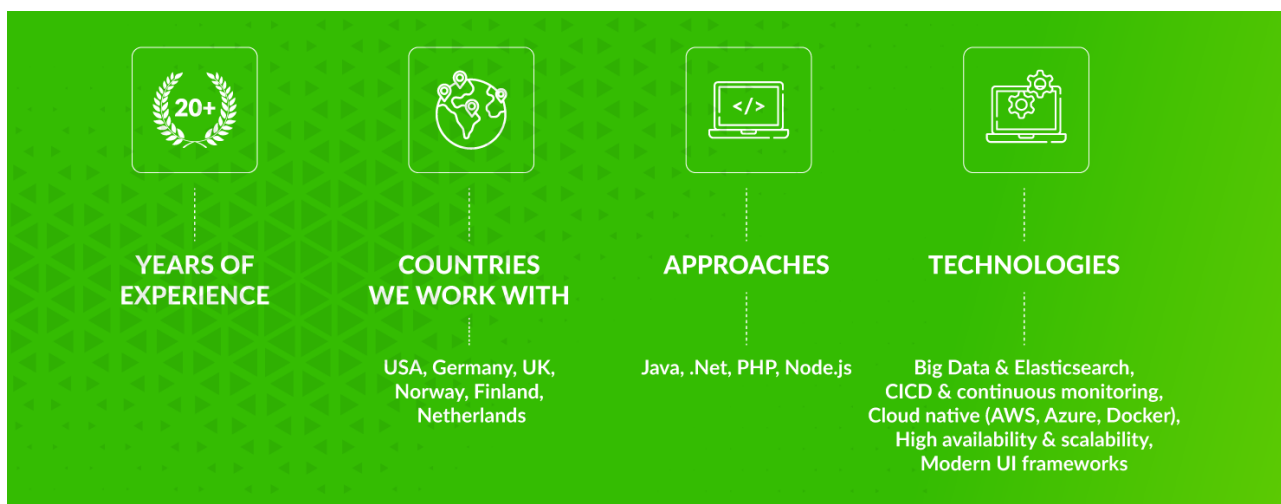 20+
YEARS OF
EXPERIENCE
COUNTRIES
WE WORK WITH
USA, Germany, UK,
Norway, Finland,
Netherlands
</>
APPROACHES
Java, .Net, PHP, Node.js
TECHNOLOGIES
Big Data & Elasticsearch,
CICD & continuous monitoring,
Cloud native (AWS, Azure, Docker),
High availability & scalability,
Modern UI frameworks